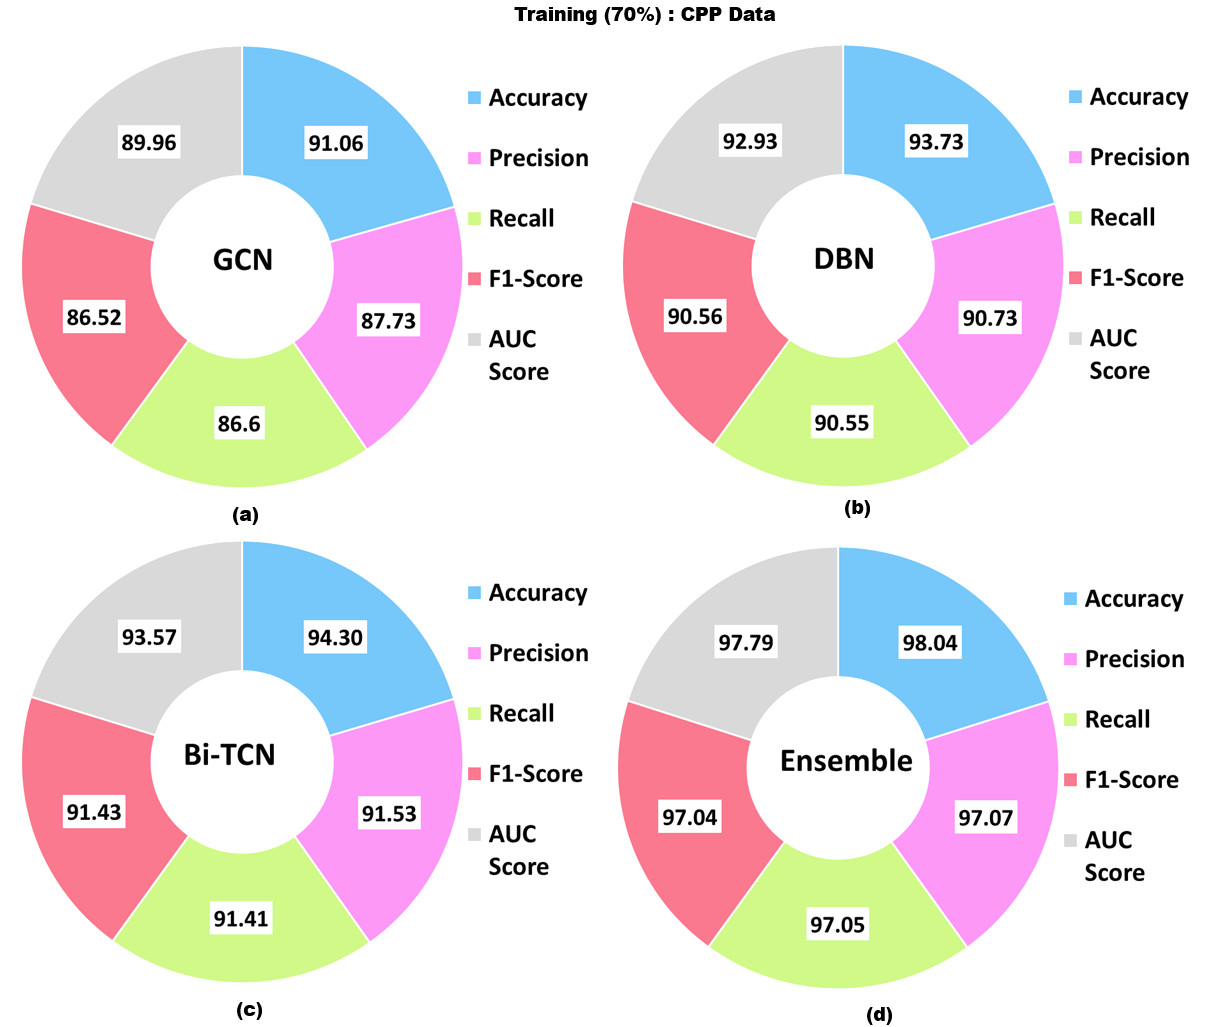 Training (70%) : CPP Data
89.96
91.06
87.73
86.6
86.52
GCN
Accuracy
Precision
Recall
F1-Score
AUC
Score
(a)
92.93
93.73
90.73
90.55
90.56
DBN
Accuracy
Precision
Recall
F1-Score
AUC
Score
(b)
93.57
94.30
91.53
91.41
91.43
Bi-TCN
Accuracy
Precision
Recall
F1-Score
AUC
Score
(c)
97.79
98.04
97.07
97.05
97.04
Ensemble
Accuracy
Precision
Recall
F1-Score
AUC
Score
(d)